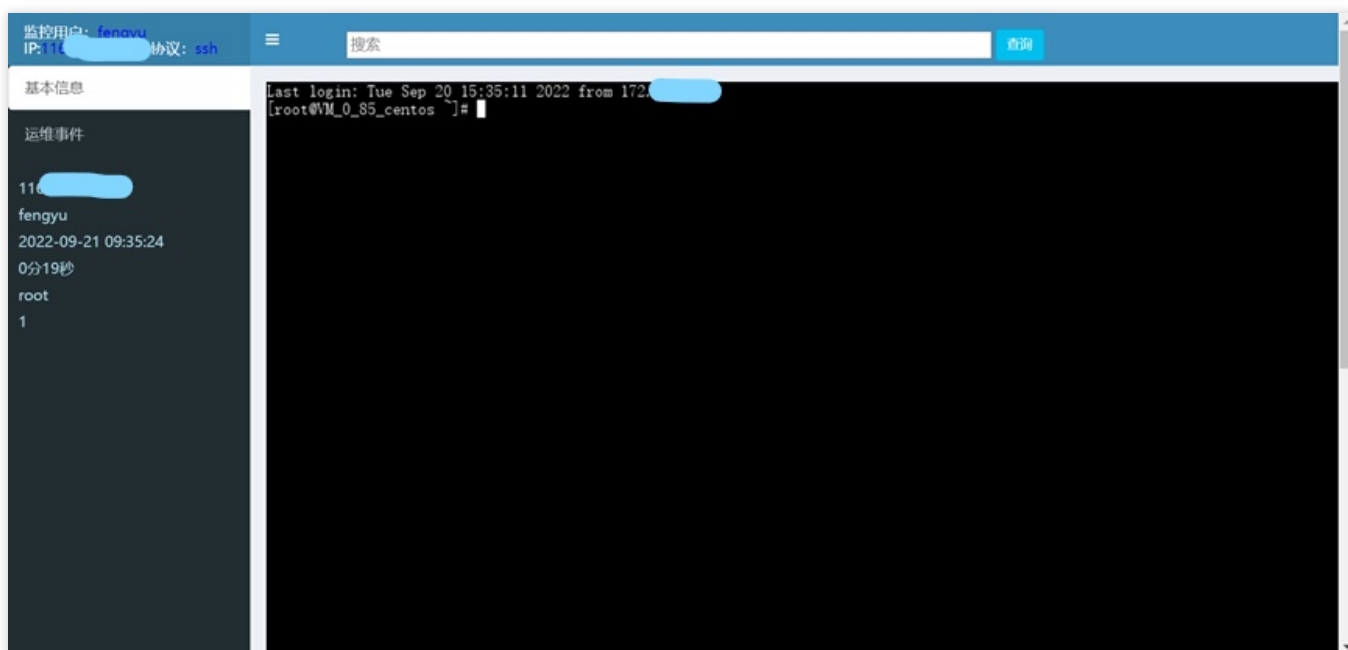 监控用户: fengyu
IP:116 协议: ssh
搜索
查询
基本信息
运维事件
116
fengyu
2022-09-21 09:35:24
0分19秒
root
1
Last login: Tue Sep 20 15:35:11 2022 from 172.
[root@VM_0_85_centos ~]#